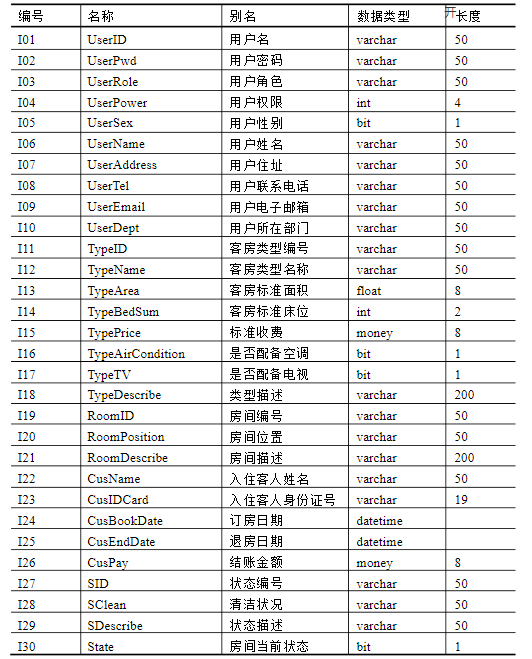 编号 名称 别名 数据类型 开 长度
I01 UserID 用户名 varchar 50
I02 UserPwd 用户密码 varchar 50
I03 UserRole 用户角色 varchar 50
I04 UserPower 用户权限 int 4
I05 UserSex 用户性别 bit 1
I06 UserName 用户姓名 varchar 50
I07 UserAddress 用户住址 varchar 50
I08 UserTel 用户联系电话 varchar 50
I09 UserEmail 用户电子邮箱 varchar 50
I10 UserDept 用户所在部门 varchar 50
I11 TypeID 客房类型编号 varchar 50
I12 TypeName 客房类型名称 varchar 50
I13 TypeArea 客房标准面积 float 8
I14 TypeBedSum 客房标准床位 int 2
I15 TypePrice 标准收费 money 8
I16 TypeAirCondition 是否配备空调 bit 1
I17 TypeTV 是否配备电视 bit 1
I18 TypeDescribe 类型描述 varchar 200
I19 RoomID 房间编号 varchar 50
I20 RoomPosition 房间位置 varchar 50
I21 RoomDescribe 房间描述 varchar 200
I22 CusName 入住客人姓名 varchar 50
I23 CusIDCard 入住客人身份证号 varchar 19
I24 CusBookDate 订房日期 datetime
I25 CusEndDate 退房日期 datetime
I26 CusPay 结账金额 money 8
I27 SID 状态编号 varchar 50
I28 SClean 清洁状况 varchar 50
I29 SDescribe 状态描述 varchar 50
I30 State 房间当前状态 bit 1